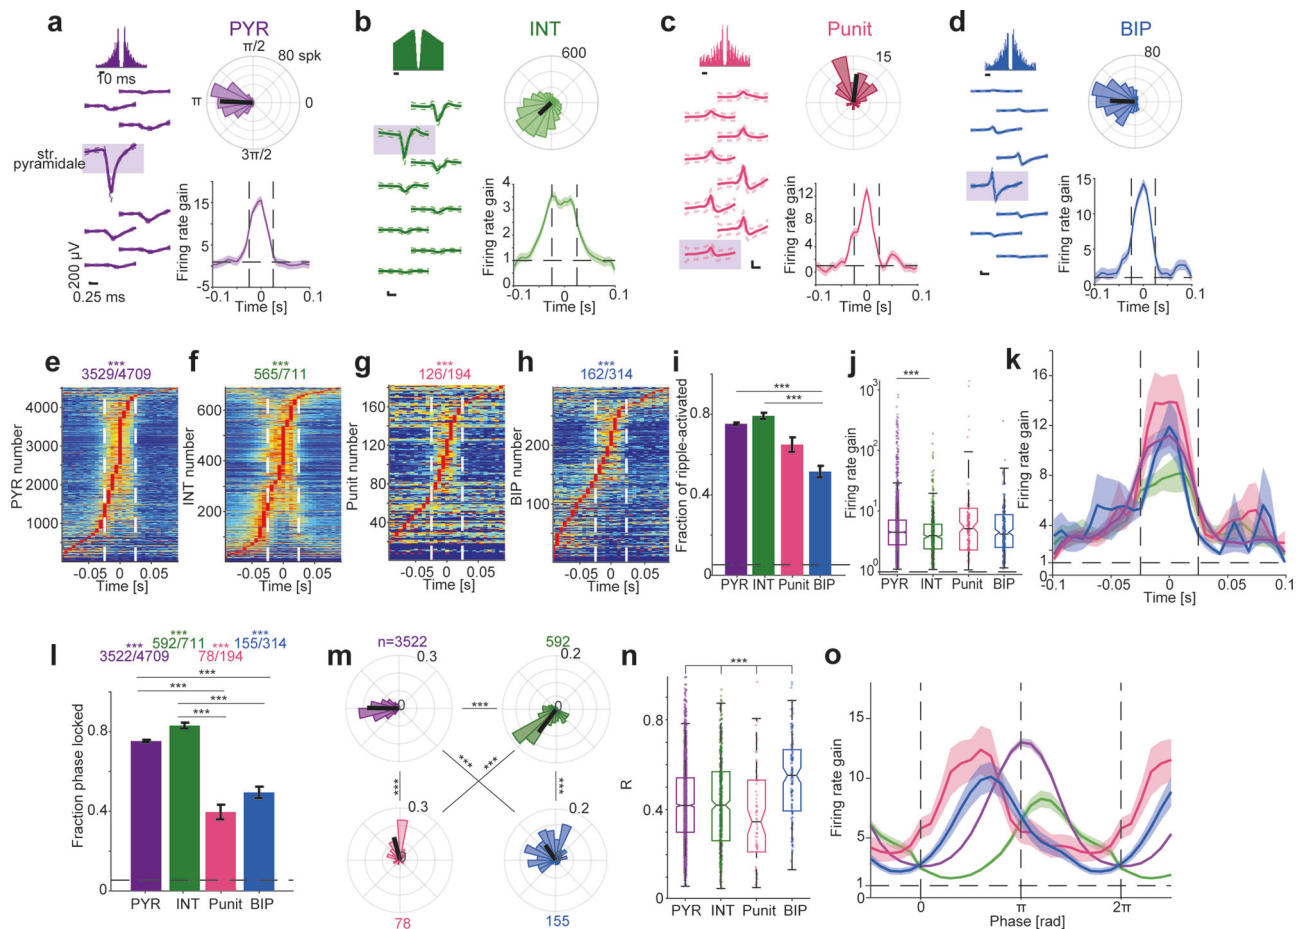 a
PYR
b
INT
c
Punit
d
BIP
π/2
80 spk
π
0
3π/2
10 ms
str.
pyramidale
200 µV
0.25 ms
Firing rate gain
15
5
-5
-0.1
0
0.1
Time [s]
600
Firing rate gain
4
3
2
1
0
-0.1
0
0.1
Time [s]
15
Firing rate gain
13
9
5
1
-0.1
0
0.1
Time [s]
80
Firing rate gain
15
10
5
0
-0.1
0
0.1
Time [s]
e
***
3529/4709
PYR number
4000
3000
2000
1000
-0.05
0
0.05
Time [s]
f
***
565/711
INT number
600
400
200
-0.05
0
0.05
Time [s]
g
***
126/194
Punit number
160
120
80
40
-0.05
0
0.05
Time [s]
h
***
162/314
BIP number
200
100
-0.05
0
0.05
Time [s]
i
***
***
Fraction of ripple-activated
0.8
0.4
0
PYR
INT
Punit
BIP
j
***
Firing rate gain
10³
10²
10¹
10⁰
PYR
INT
Punit
BIP
k
Firing rate gain
16
12
8
4
1
-0.1
-0.05
0
0.05
0.1
Time [s]
l
***
3522/4709
***
592/711
***
78/194
***
155/314
***
***
***
***
Fraction phase locked
0.8
0.4
0
PYR
INT
Punit
BIP
m
n=3522
0.3
0
592
0.2
0
***
***
***
***
***
0.3
0.2
78
155
n
***
R
0.8
0.4
0
PYR
INT
Punit
BIP
o
Firing rate gain
15
10
5
1
0
π
2π
Phase [rad]